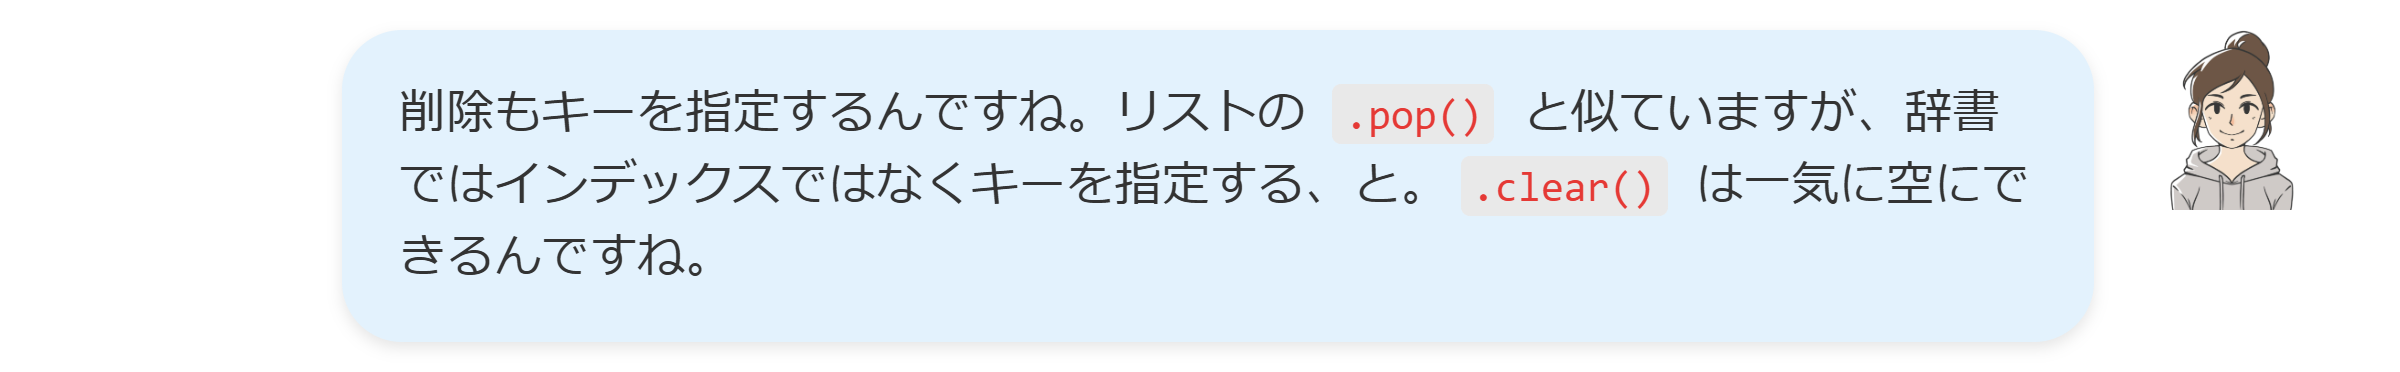 削除もキーを指定するんですね。リストの .pop() と似ていますが、辞書
ではインデックスではなくキーを指定する、と。 .clear() は一気に空にで
きるんですね。